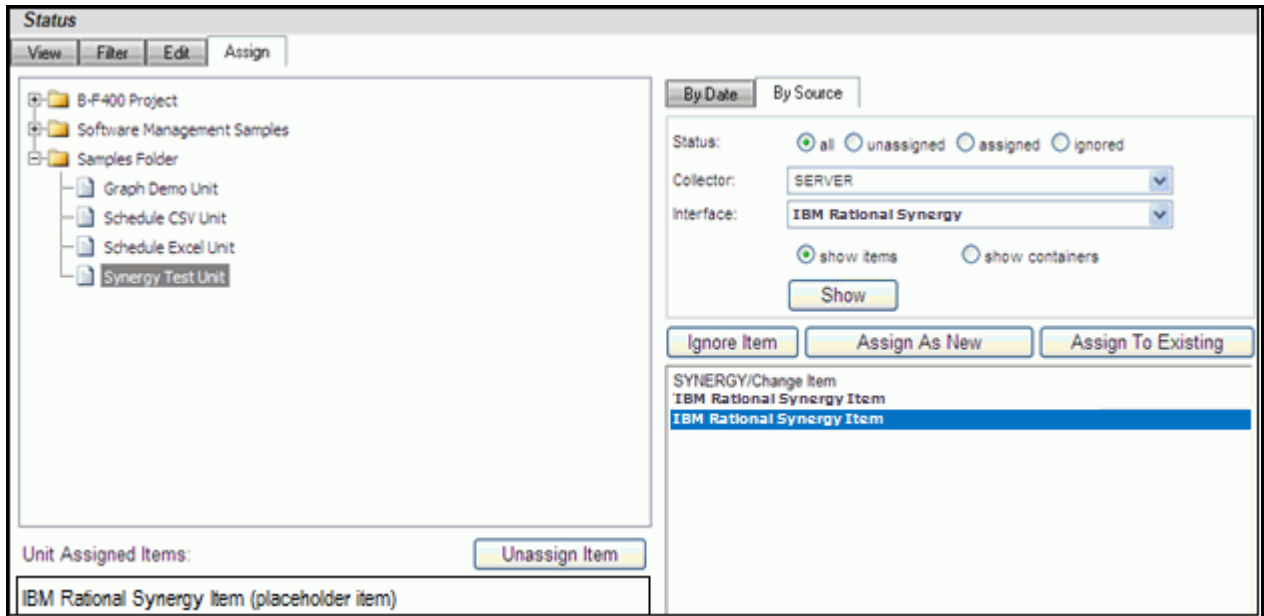 Status
View Filter Edit Assign
B-F400 Project
Software Management Samples
Samples Folder
Graph Demo Unit
Schedule CSV Unit
Schedule Excel Unit
Synergy Test Unit
Unit Assigned Items: Unassign Item
IBM Rational Synergy Item (placeholder item)
By Date By Source
Status: all unassigned assigned ignored
Collector: SERVER
Interface: IBM Rational Synergy
show items show containers
Show
Ignore Item Assign As New Assign To Existing
SYNERGY/Change Item
IBM Rational Synergy Item
IBM Rational Synergy Item